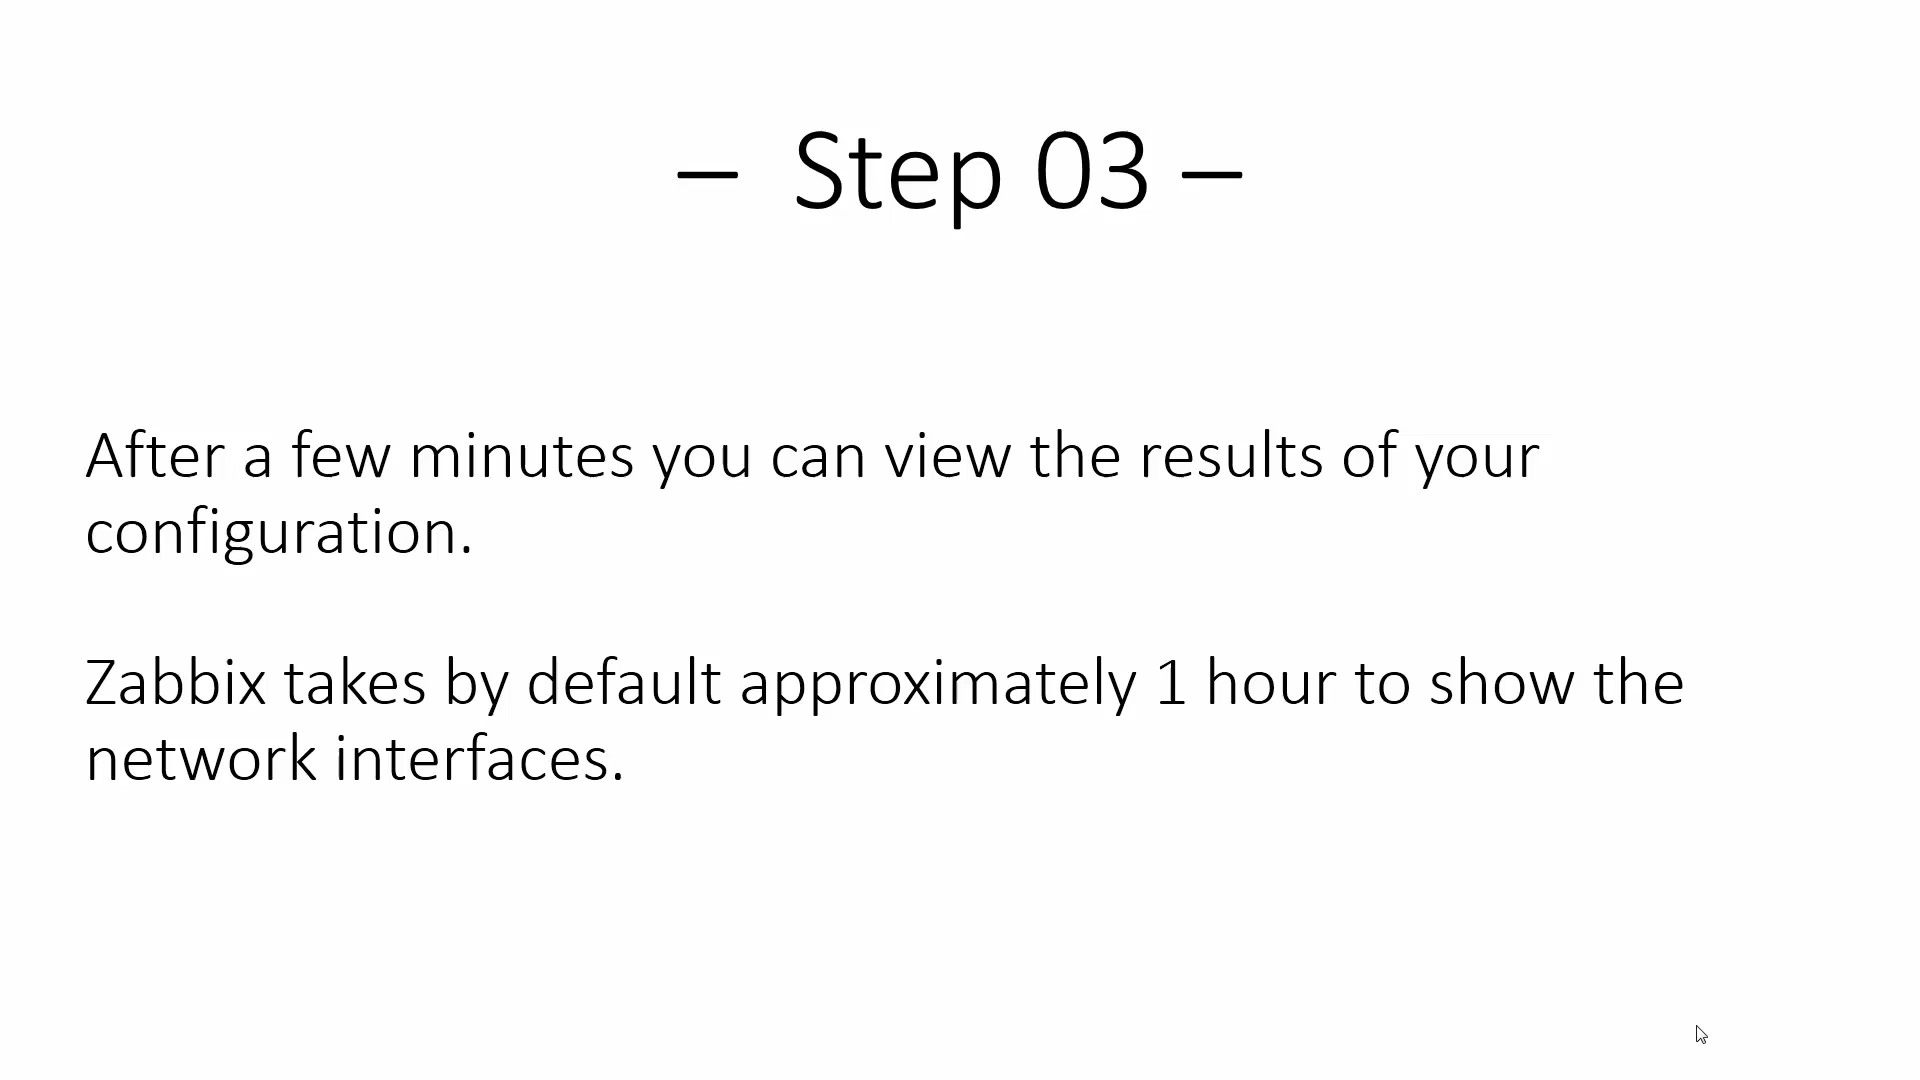 – Step 03 –
After a few minutes you can view the results of your
configuration.
Zabbix takes by default approximately 1 hour to show the
network interfaces.